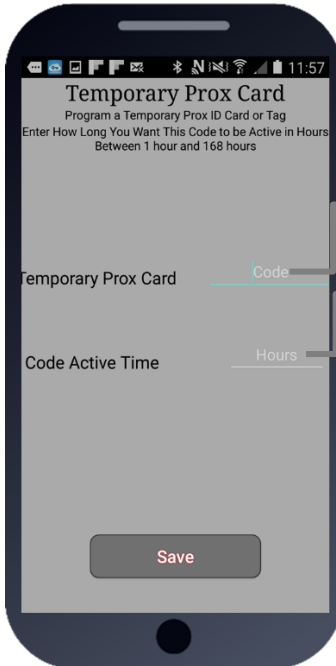 11:57
Temporary Prox Card
Program a Temporary Prox ID Card or Tag
Enter How Long You Want This Code to be Active in Hours
Between 1 hour and 168 hours
Temporary Prox Card Code
Code Active Time Hours
Save